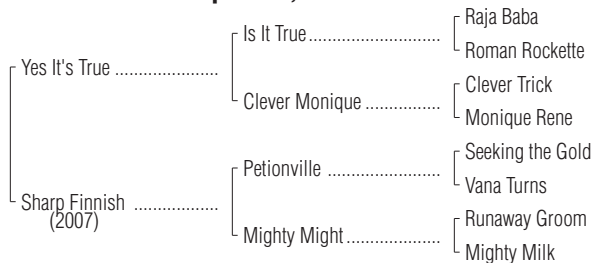 Raja Baba
Is It True..........................
Roman Rockette
Yes It's True .....................
Clever Trick
Clever Monique ...............
Monique Rene
Seeking the Gold
Petionville .......................
Vana Turns
Sharp Finnish .................
(2007)
Runaway Groom
Mighty Might...................
Mighty Milk